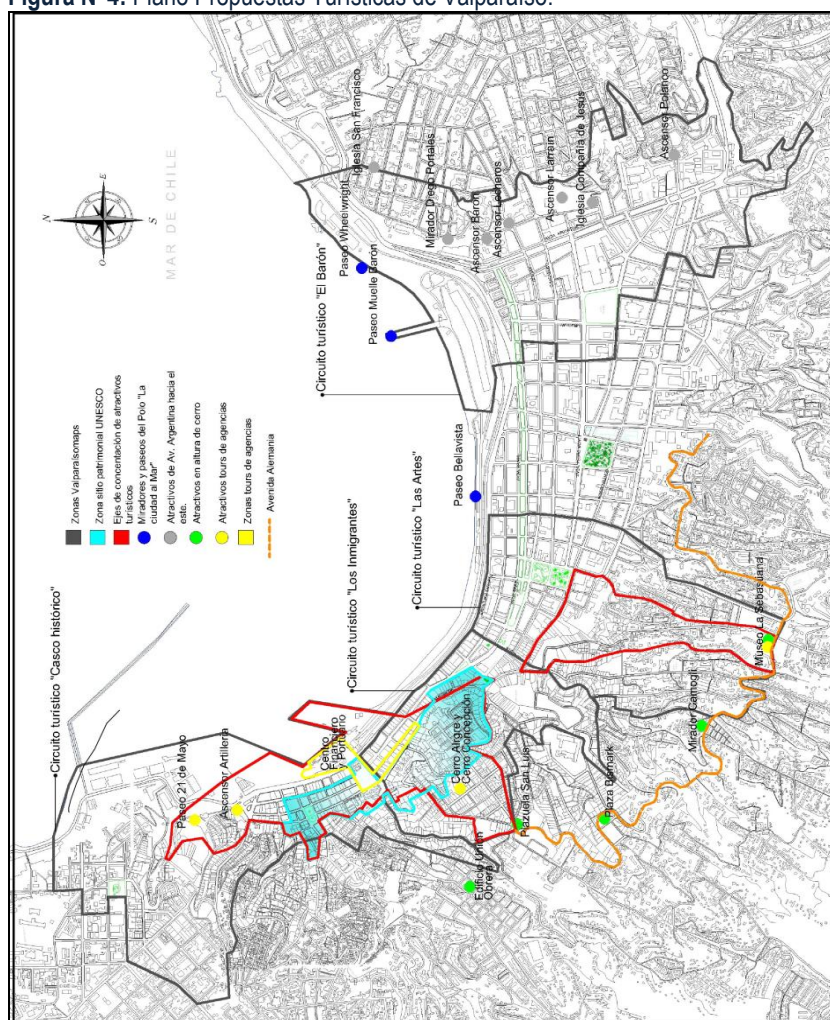 Figura N°4: Plano Propuestas Turísticas de Valparaíso.
N
E
O
S
MAR DE CHILE
Zonas Valparaísomaps
Zona sitio patrimonial UNESCO
Ejes de concentación de atractivos
turísticos
Miradores y paseos del Polo "La
ciudad al Mar"
Atractivos de Av. Argentina hacia el
este.
Atractivos en altura de cerro
Atractivos tours de agencias
Zonas tours de agencias
Avenida Alemania
Circuito turístico "Casco histórico"
Circuito turístico "Los Inmigrantes"
Circuito turístico "Las Artes"
Circuito turístico "El Barón"
Paseo 21 de Mayo
Ascensor Artillería
Centro
Financiero
y Portuario
Cerro Alegre y
Cerro Concepción
Edificio Unión
Obrera
Plazuela San Luis
Plaza Bismark
Mirador Camogli
Museo La Sebastiana
Paseo Bellavista
Paseo Muelle Barón
Paseo Wheelwright
Iglesia San Francisco
Mirador Diego Portales
Ascensor Barón
Ascensor Lecheros
Ascensor Larraín
Iglesia Compañía de Jesús
Ascensor Polanco